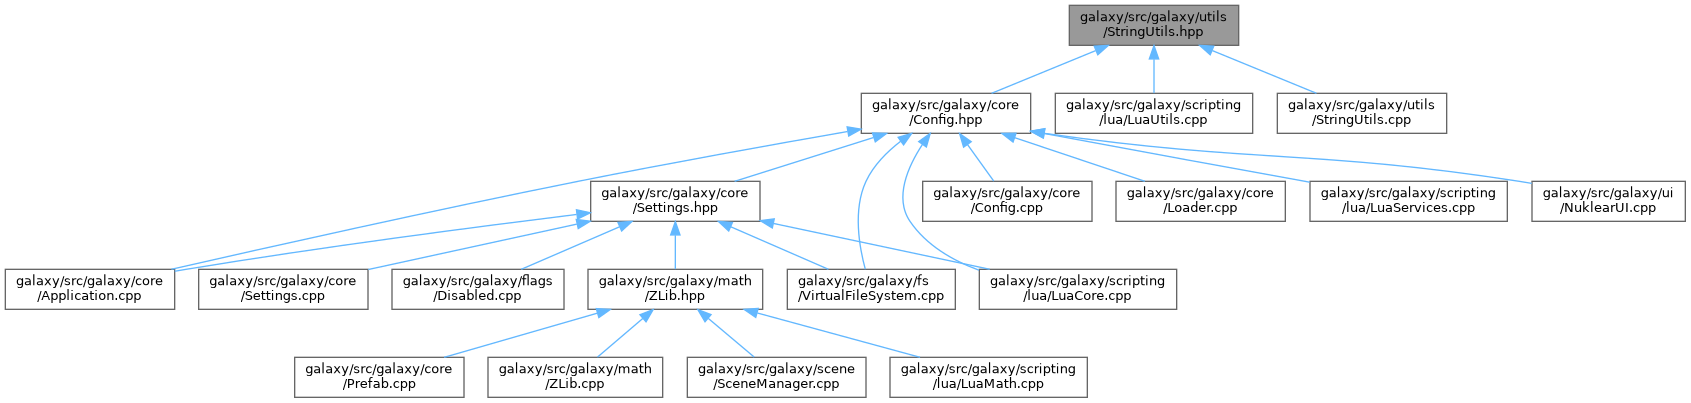 galaxy/src/galaxy/utils
/StringUtils.hpp
galaxy/src/galaxy/core
/Config.hpp
galaxy/src/galaxy/scripting
/lua/LuaUtils.cpp
galaxy/src/galaxy/utils
/StringUtils.cpp
galaxy/src/galaxy/core
/Settings.hpp
galaxy/src/galaxy/core
/Config.cpp
galaxy/src/galaxy/core
/Loader.cpp
galaxy/src/galaxy/scripting
/lua/LuaServices.cpp
galaxy/src/galaxy/ui
/NuklearUI.cpp
galaxy/src/galaxy/core
/Application.cpp
galaxy/src/galaxy/core
/Settings.cpp
galaxy/src/galaxy/flags
/Disabled.cpp
galaxy/src/galaxy/math
/ZLib.hpp
galaxy/src/galaxy/fs
/VirtualFileSystem.cpp
galaxy/src/galaxy/scripting
/lua/LuaCore.cpp
galaxy/src/galaxy/core
/Prefab.cpp
galaxy/src/galaxy/math
/ZLib.cpp
galaxy/src/galaxy/scene
/SceneManager.cpp
galaxy/src/galaxy/scripting
/lua/LuaMath.cpp